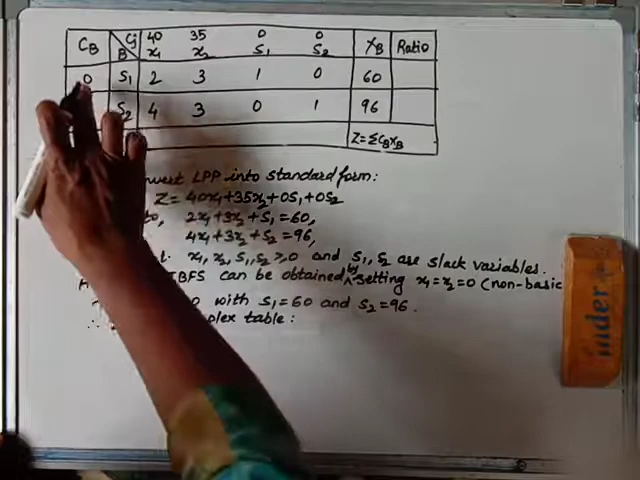 CB Cj 40 35 0 0 XB Ratio
B x₁ x₂ S₁ S₂
0 S₁ 2 3 1 0 60
S₂ 4 3 0 1 96
Z=ΣCBXB
LPP into standard form:
Z= 40x₁+35x₂+0S₁+0S₂
2x₁+3x₂+S₁=60,
4x₁+3x₂+S₂=96,
x₁,x₂,S₁,S₂ ≥0 and S₁,S₂ are slack variables.
IBFS can be obtained by setting x₁=x₂=0 (non-basic
with S₁=60 and S₂=96.
∴ table: